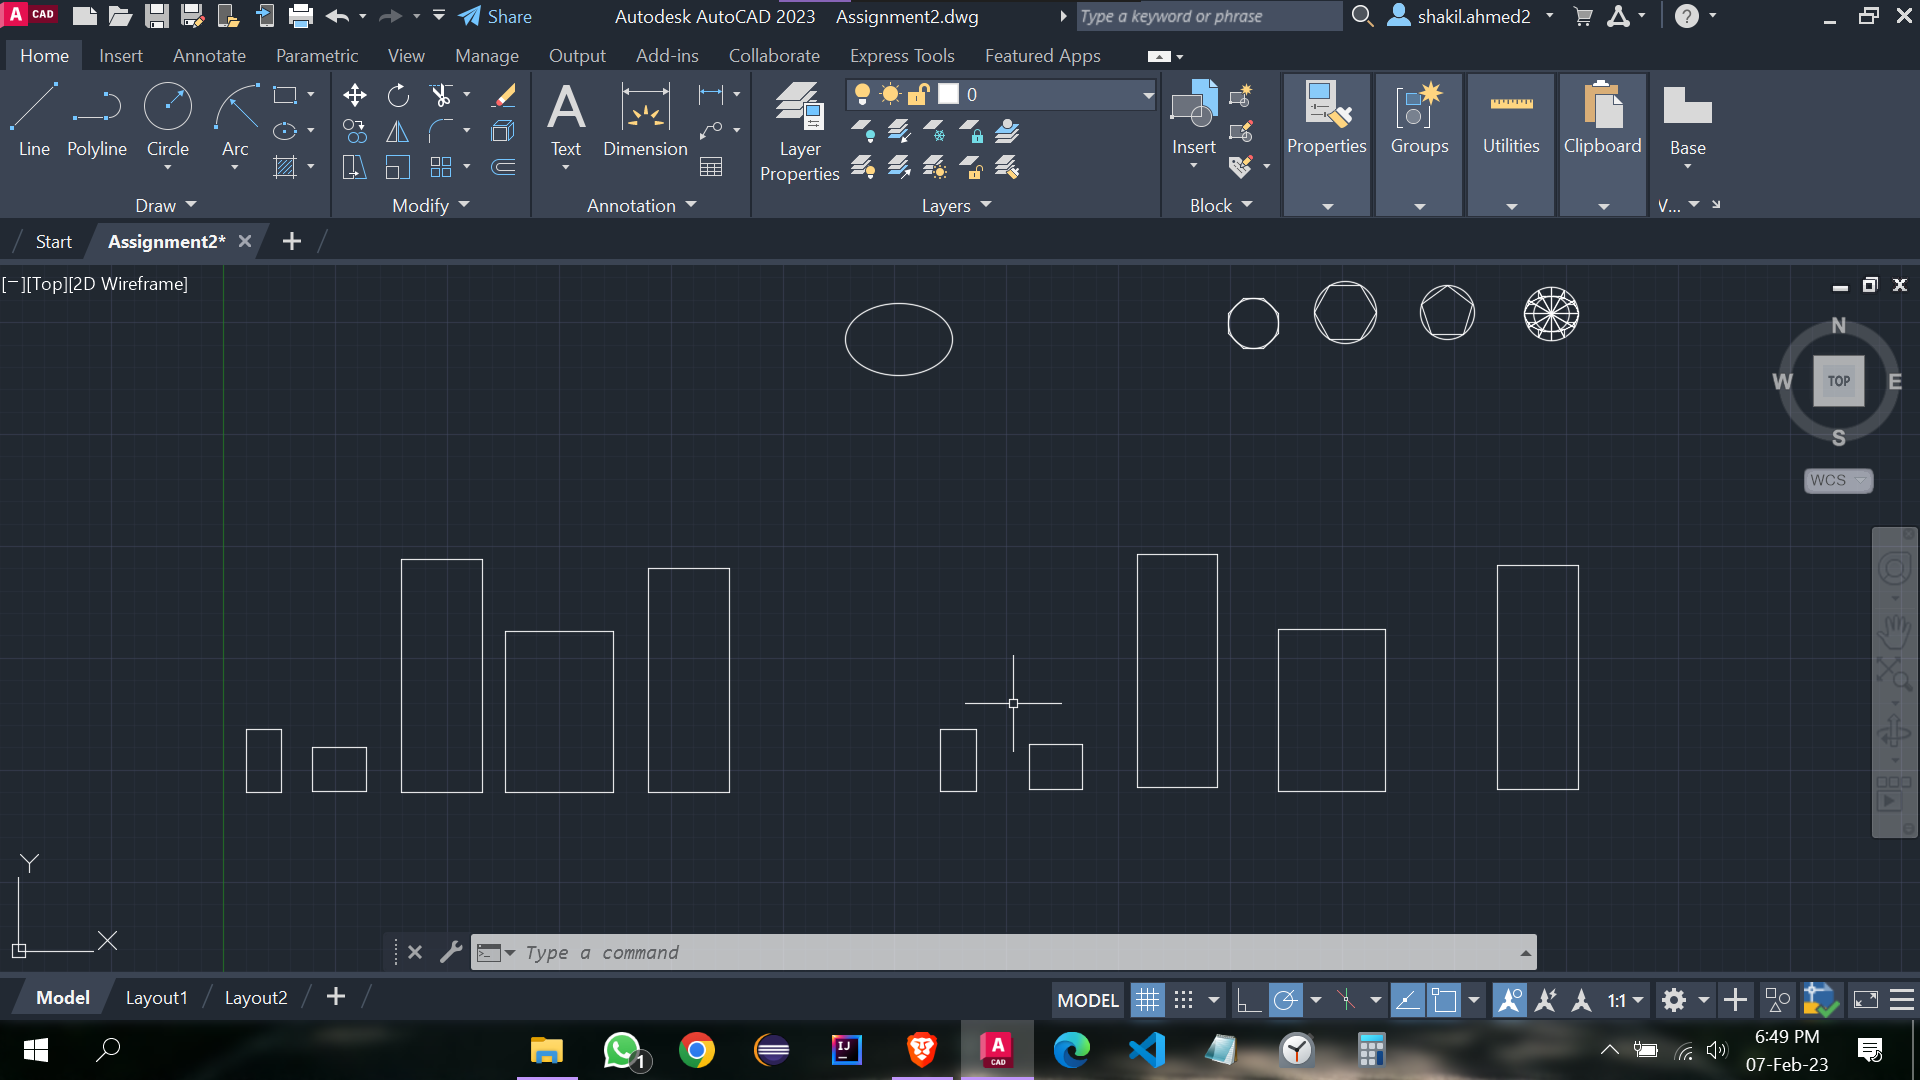 A CAD
Share
Autodesk AutoCAD 2023 Assignment2.dwg
Type a keyword or phrase
shakil.ahmed2
Home Insert Annotate Parametric View Manage Output Add-ins Collaborate Express Tools Featured Apps
Line Polyline Circle Arc
Text Dimension
Layer Properties
0
Insert
Properties Groups Utilities Clipboard Base
Draw Modify Annotation Layers Block V...
Start Assignment2*
[−][Top][2D Wireframe]
N
W TOP E
S
WCS
Y
X
Type a command
Model Layout1 Layout2
MODEL
1:1
1
IJ
A CAD
6:49 PM
07-Feb-23